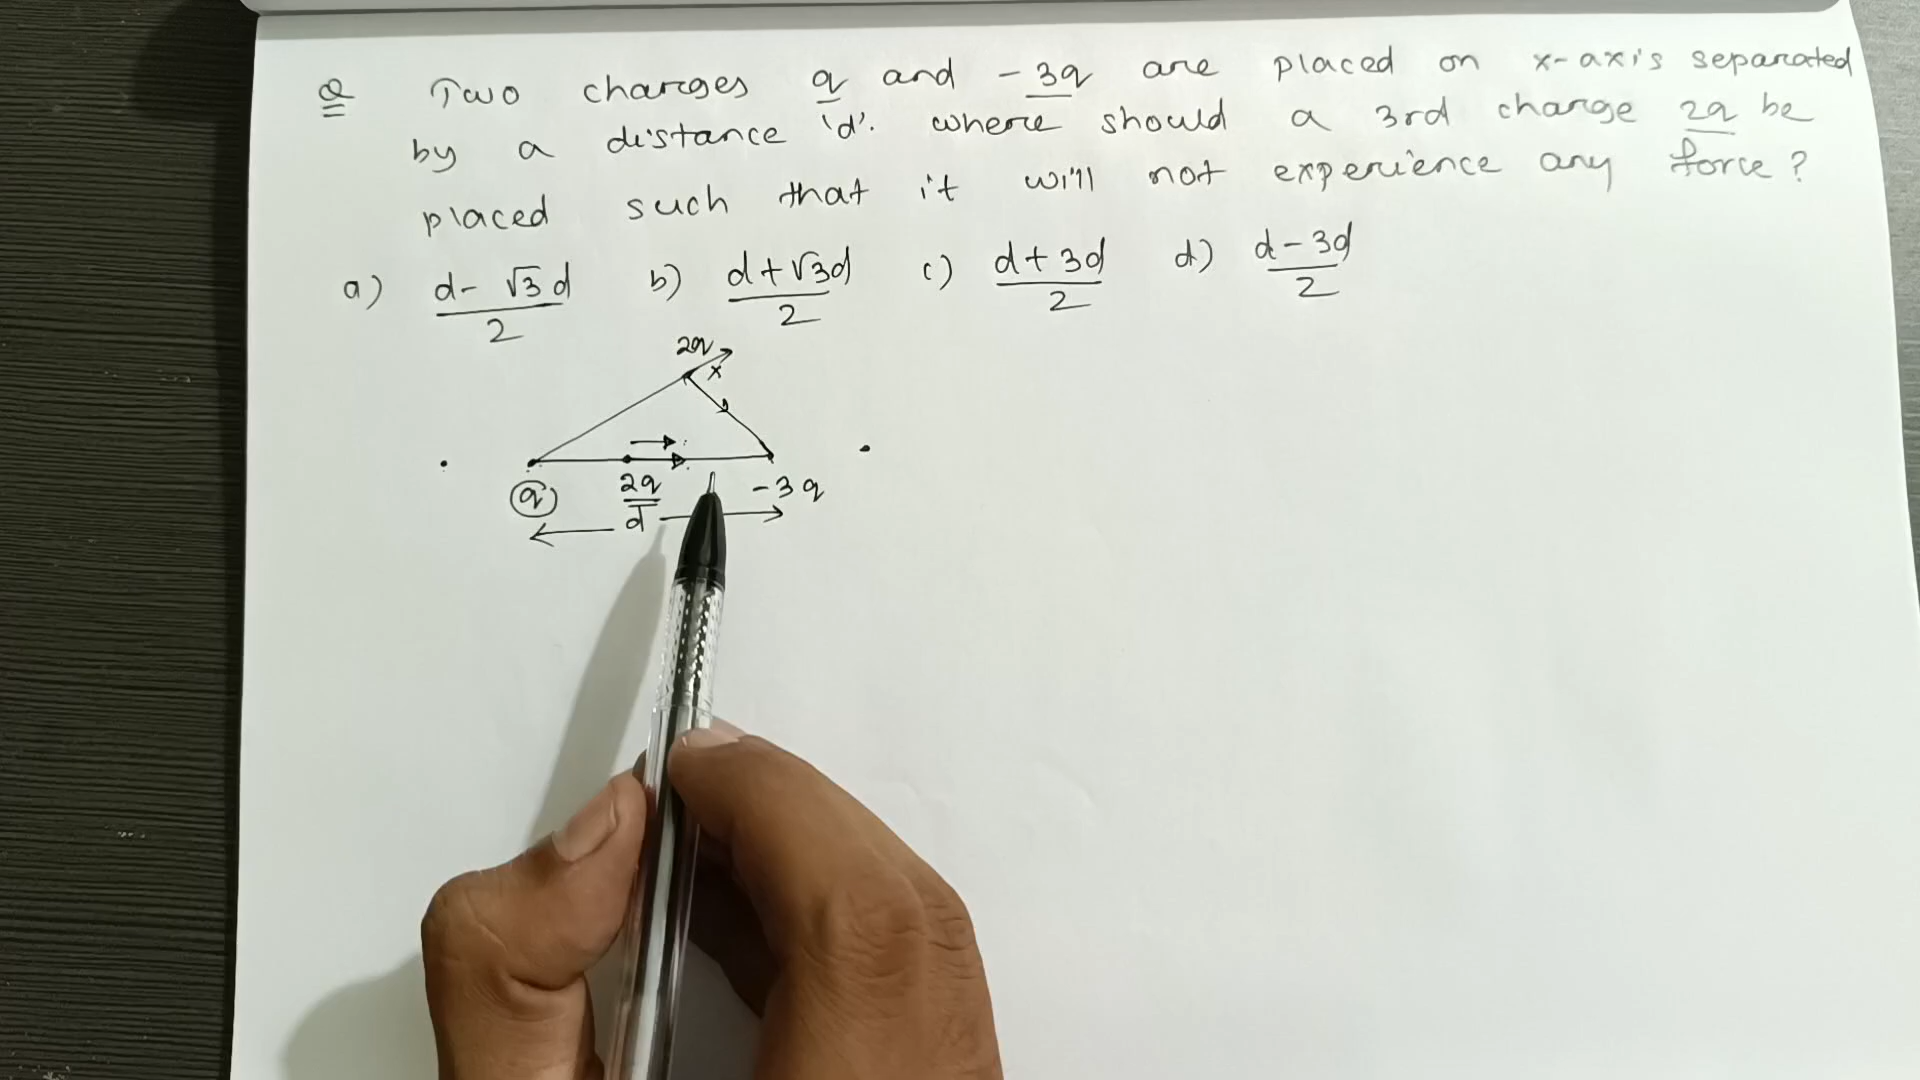 Q Two charges q and -3q are placed on x-axis separated
by a distance 'd'. where should a 3rd charge 2q be
placed such that it will not experience any force?
a) d-√3d/2 b) d+√3d/2 c) d+3d/2 d) d-3d/2
2q
x
q 2q -3q
d